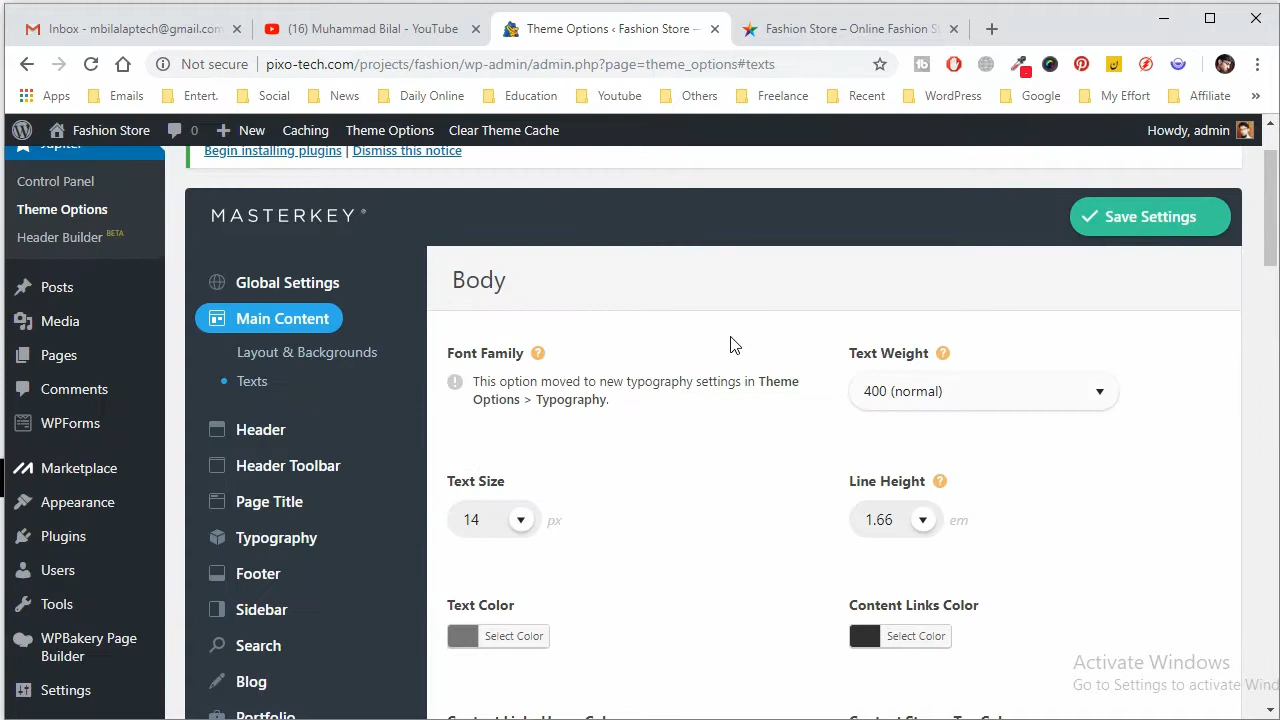 Inbox - mbilalaptech@gmail.com
(16) Muhammad Bilal - YouTube
Theme Options ‹ Fashion Store —
Fashion Store – Online Fashion S
Not secure
pixo-tech.com/projects/fashion/wp-admin/admin.php?page=theme_options#texts
Apps
Emails
Entert.
Social
News
Daily Online
Education
Youtube
Others
Freelance
Recent
WordPress
Google
My Effort
Affiliate
»
Fashion Store
0
New
Caching
Theme Options
Clear Theme Cache
Howdy, admin
Jupiter
Begin installing plugins | Dismiss this notice
Control Panel
Theme Options
Header Builder BETA
Posts
Media
Pages
Comments
WPForms
Marketplace
Appearance
Plugins
Users
Tools
WPBakery Page
Builder
Settings
MASTERKEY®
Save Settings
Global Settings
Main Content
Layout & Backgrounds
Texts
Header
Header Toolbar
Page Title
Typography
Footer
Sidebar
Search
Blog
Portfolio
Body
Font Family ?
This option moved to new typography settings in Theme
Options > Typography.
Text Weight ?
400 (normal)
Text Size
14 px
Line Height ?
1.66 em
Text Color
Select Color
Content Links Color
Select Color
Activate Windows
Go to Settings to activate Wind